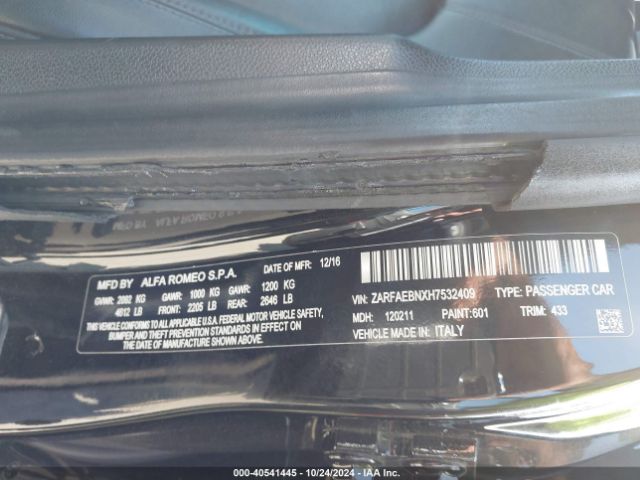 MFD BY ALFA ROMEO S.P.A. DATE OF MFR: 12/16
GVWR: 2082 KG GAWR: 1000 KG GAWR: 1200 KG
4612 LB FRONT: 2205 LB REAR: 2646 LB
THIS VEHICLE CONFORMS TO ALL APPLICABLE U.S.A. FEDERAL MOTOR VEHICLE SAFETY,
BUMPER AND THEFT PREVENTION STANDARDS IN EFFECT ON THE
DATE OF MANUFACTURE SHOWN ABOVE.
VIN: ZARFAEBNXH7532409 TYPE: PASSENGER CAR
MDH: 120211 PAINT:601 TRIM: 433
VEHICLE MADE IN: ITALY
000-40541445 | 10/24/2024 | IAA Inc.